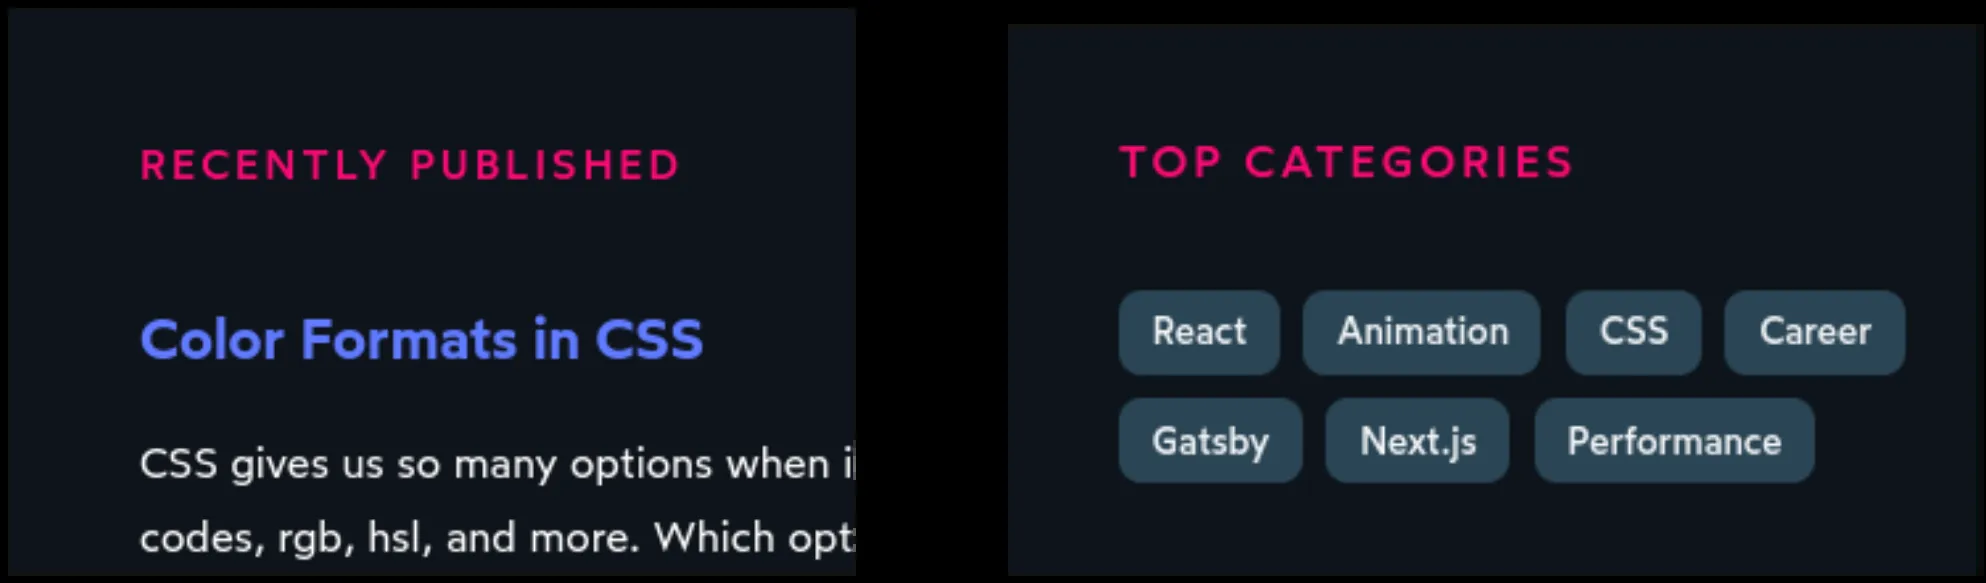 RECENTLY PUBLISHED
Color Formats in CSS
CSS gives us so many options when
codes, rgb, hsl, and more. Which
TOP CATEGORIES
React Animation CSS Career
Gatsby Next.js Performance